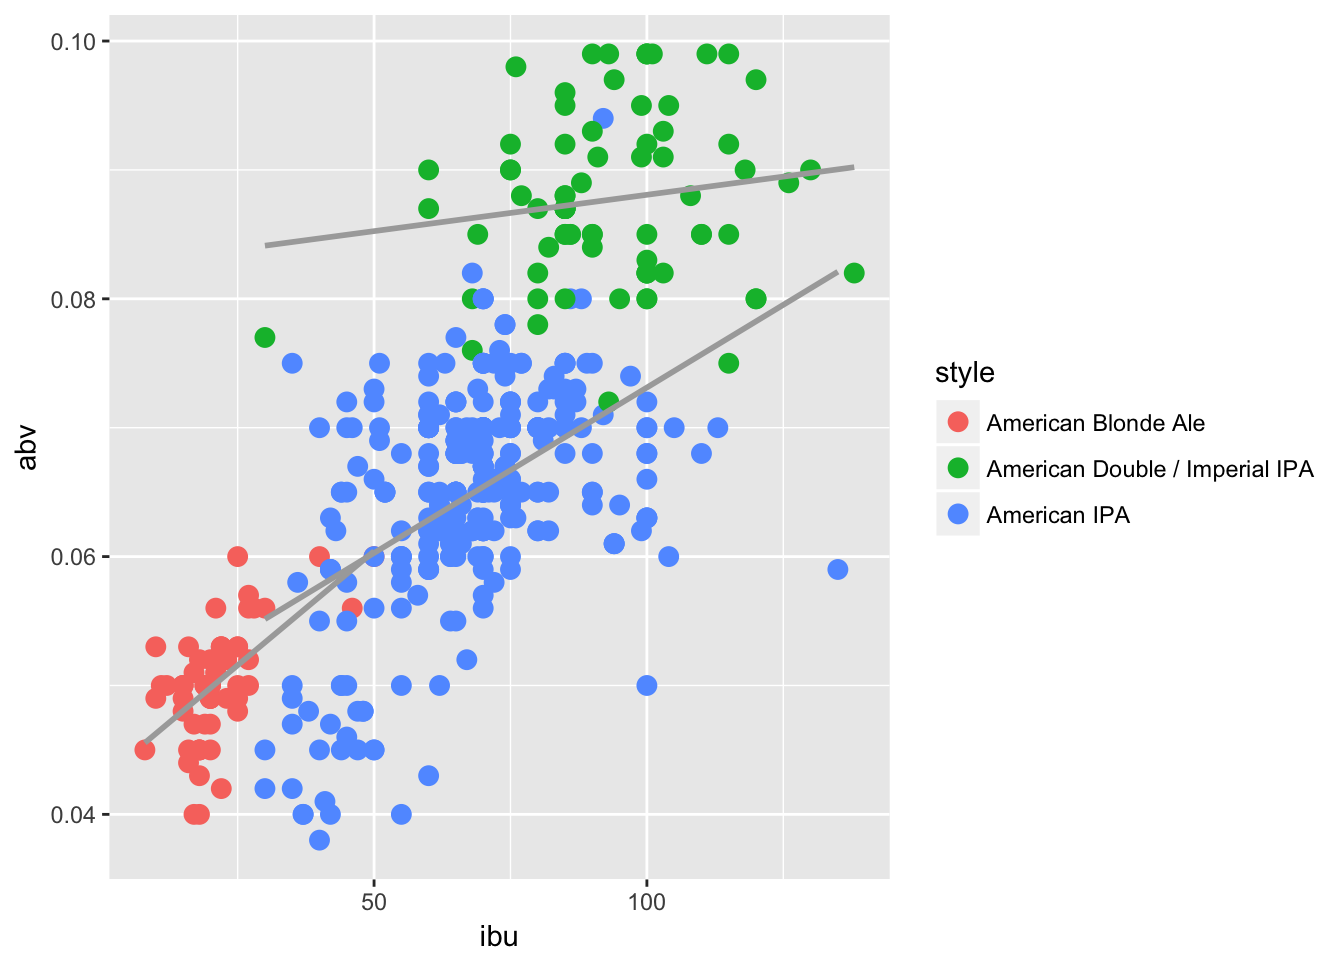 0.10
0.08
0.06
0.04
abv
50
100
ibu
style
American Blonde Ale
American Double / Imperial IPA
American IPA